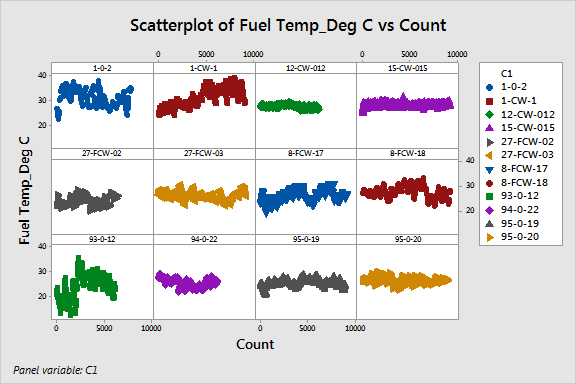 Scatterplot of Fuel Temp_Deg C vs Count
0 5000 10000 0 5000 10000
1-0-2 1-CW-1 12-CW-012 15-CW-015
40
30
20
27-FCW-02 27-FCW-03 8-FCW-17 8-FCW-18
40
30
20
93-0-12 94-0-22 95-0-19 95-0-20
40
30
20
0 5000 10000 0 5000 10000
Fuel Temp_Deg C
Count
C1
1-0-2
1-CW-1
12-CW-012
15-CW-015
27-FCW-02
27-FCW-03
8-FCW-17
8-FCW-18
93-0-12
94-0-22
95-0-19
95-0-20
Panel variable: C1